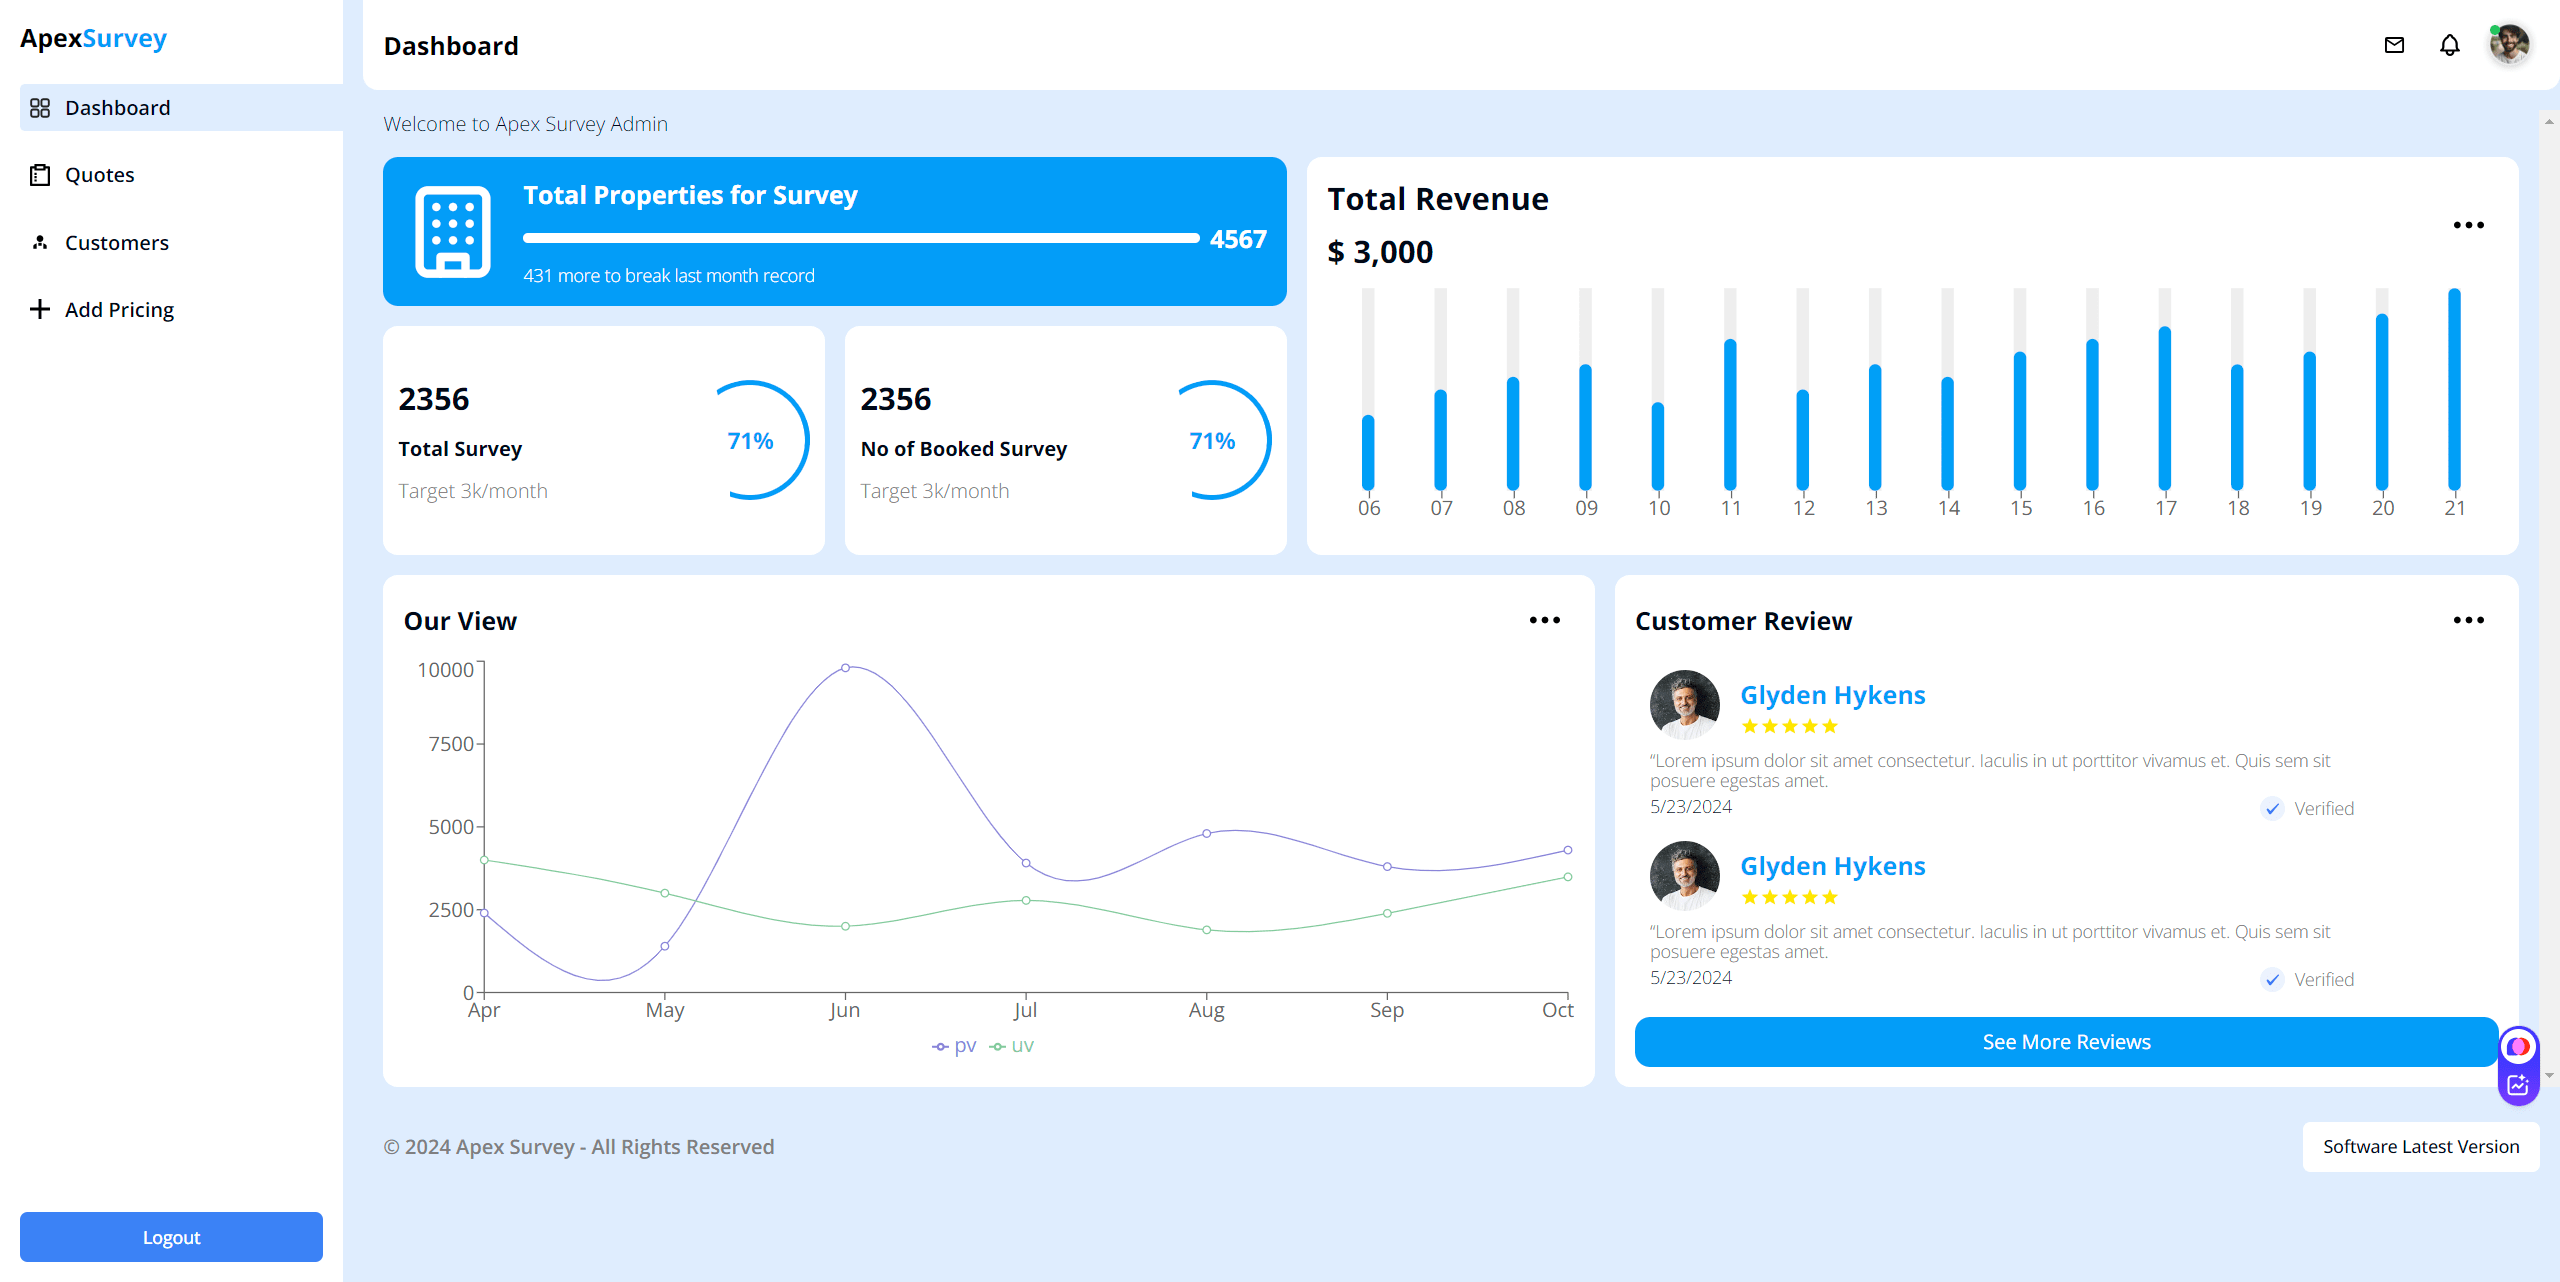 ApexSurvey
Dashboard
Quotes
Customers
Add Pricing
Logout
Dashboard
Welcome to Apex Survey Admin
Total Properties for Survey
4567
431 more to break last month record
2356
Total Survey
Target 3k/month
71%
2356
No of Booked Survey
Target 3k/month
71%
Total Revenue
$ 3,000
06 07 08 09 10 11 12 13 14 15 16 17 18 19 20 21
Our View
10000
7500
5000
2500
0
Apr May Jun Jul Aug Sep Oct
pv uv
Customer Review
Glyden Hykens
“Lorem ipsum dolor sit amet consectetur. Iaculis in ut porttitor vivamus et. Quis sem sit
posuere egestas amet.
5/23/2024
Verified
Glyden Hykens
“Lorem ipsum dolor sit amet consectetur. Iaculis in ut porttitor vivamus et. Quis sem sit
posuere egestas amet.
5/23/2024
Verified
See More Reviews
© 2024 Apex Survey - All Rights Reserved
Software Latest Version